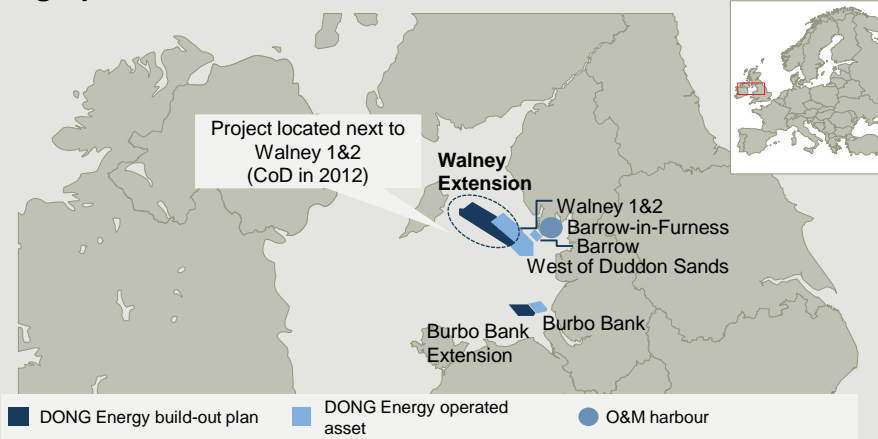 Project located next to
Walney 1&2
(CoD in 2012)
Walney
Extension
Walney 1&2
Barrow-in-Furness
Barrow
West of Duddon Sands
Burbo Bank
Burbo Bank
Extension
DONG Energy build-out plan
DONG Energy operated
asset
O&M harbour